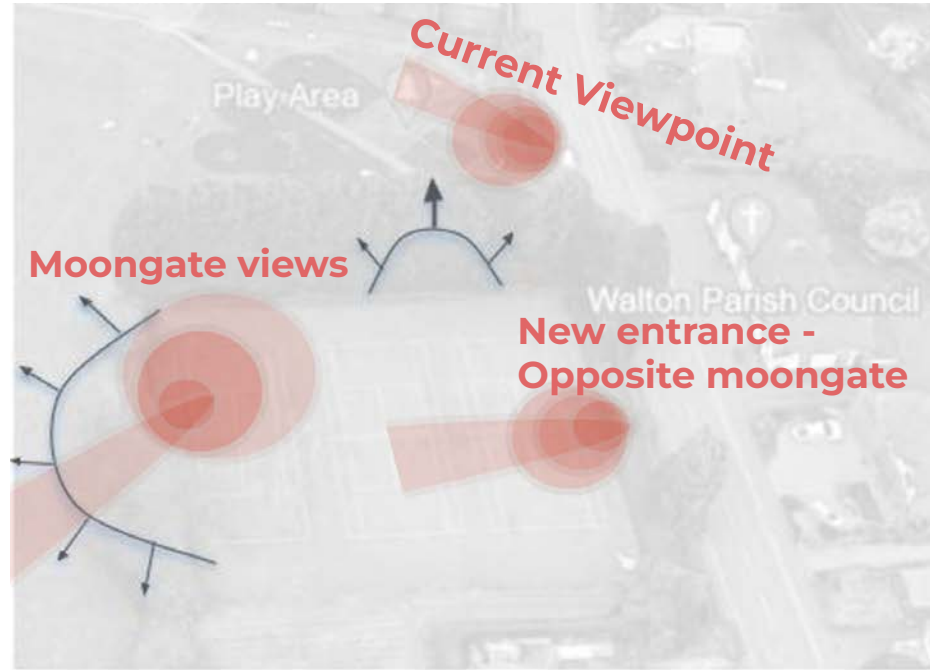 Current Viewpoint
Play Area
Moongate views
Walton Parish Council
New entrance -
Opposite moongate